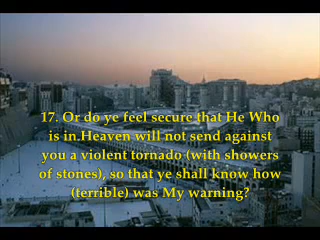 17. Or do ye feel secure that He Who
is in.Heaven will not send against
you a violent tornado (with showers
of stones), so that ye shall know how
(terrible) was My warning?